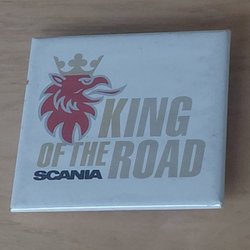 KING
OF THE ROAD
SCANIA